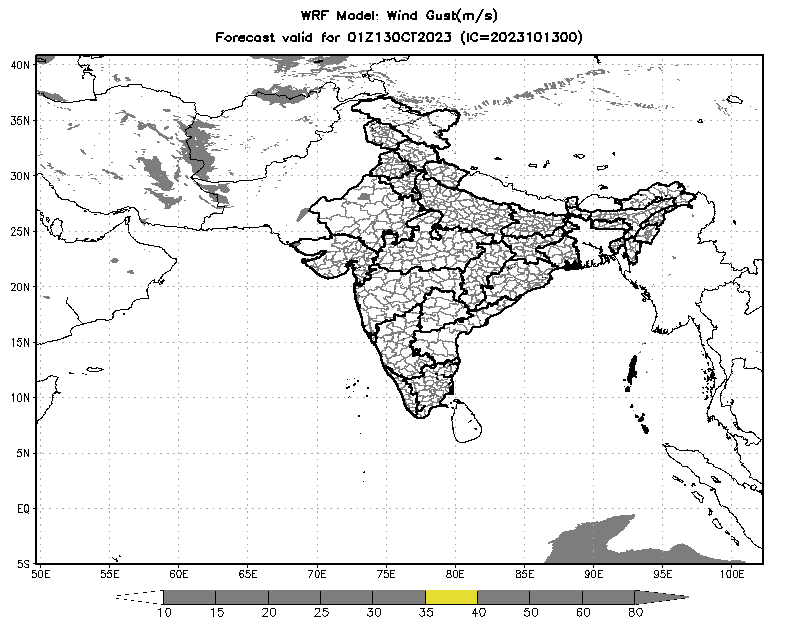 WRF Model: Wind Gust(m/s)
Forecast valid for 01Z13OCT2023 (IC=2023101300)
40N
35N
30N
25N
20N
15N
10N
5N
EQ
5S
50E 55E 60E 65E 70E 75E 80E 85E 90E 95E 100E
10 15 20 25 30 35 40 50 60 80